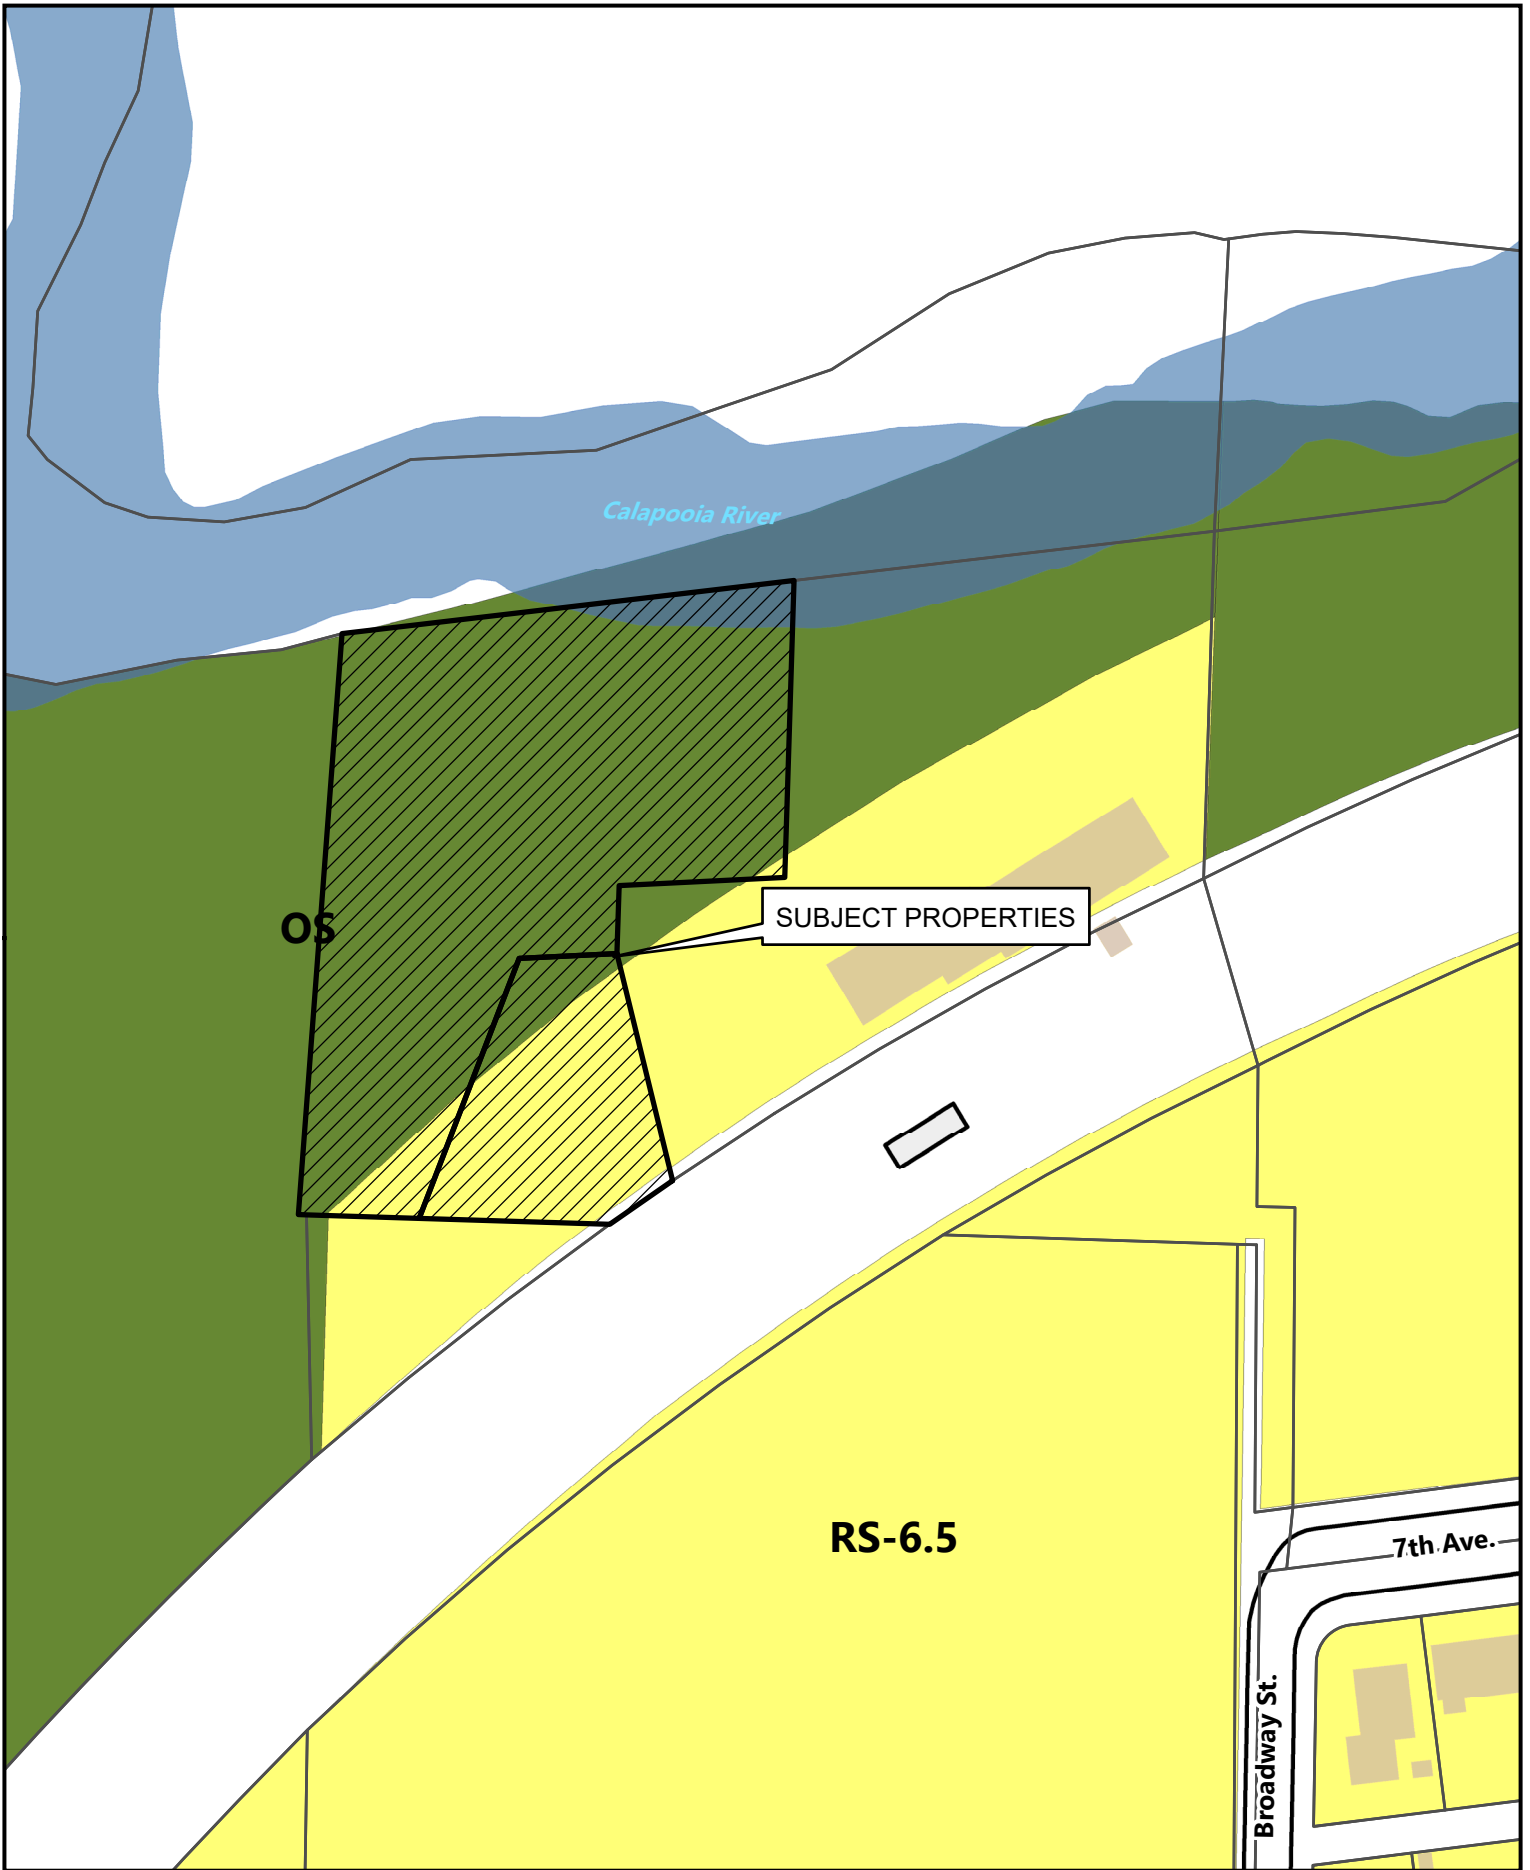 Calapooia River
SUBJECT PROPERTIES
OS
RS-6.5
7th Ave.
Broadway St.